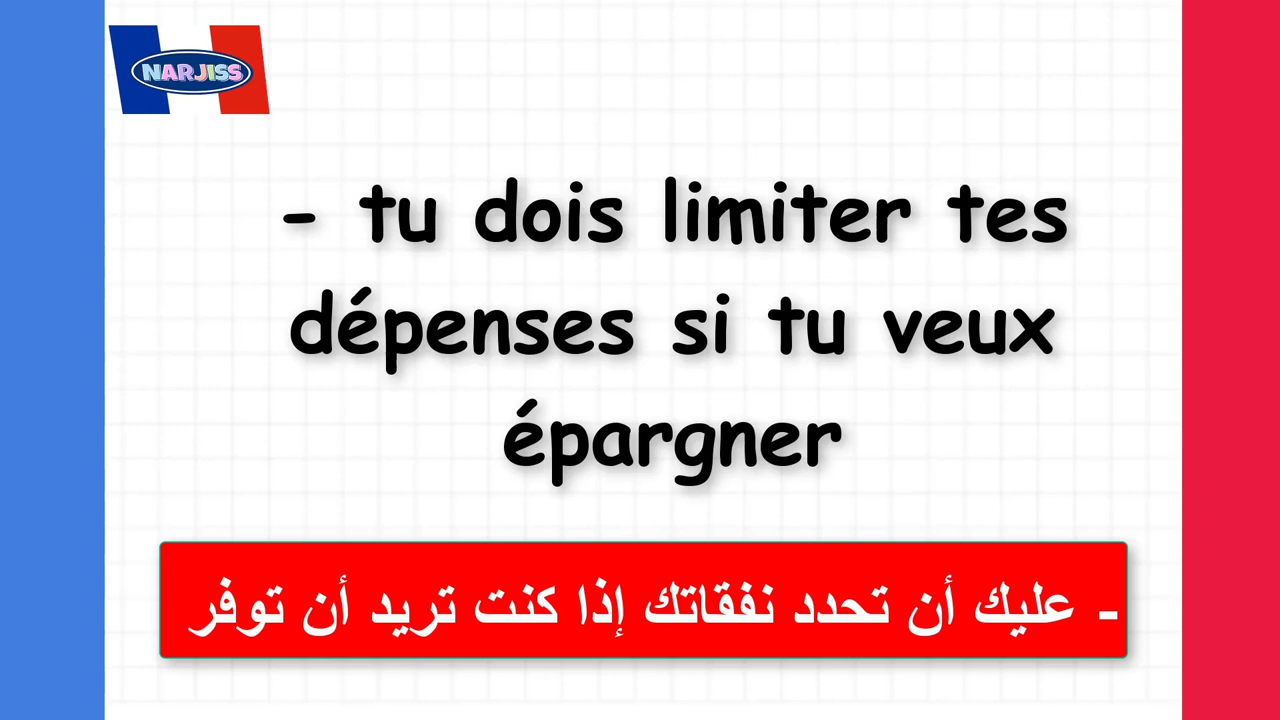 NARJISS
- tu dois limiter tes
dépenses si tu veux
épargner
- عليك أن تحدد نفقاتك إذا كنت تريد أن توفر